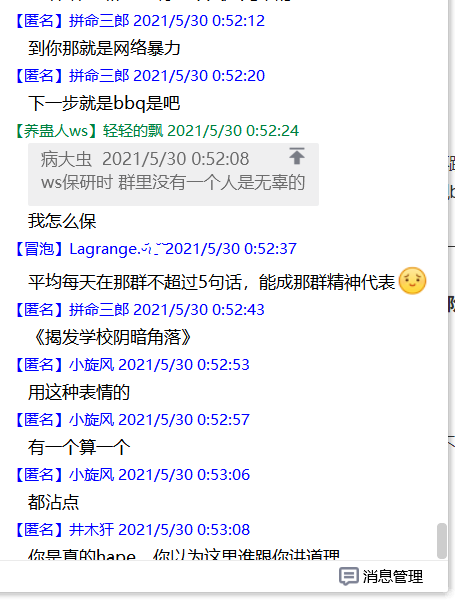 【匿名】拼命三郎 2021/5/30 0:52:12
到你那就是网络暴力
【匿名】拼命三郎 2021/5/30 0:52:20
下一步就是bbq是吧
【养蛊人ws】轻轻的飘 2021/5/30 0:52:24
病大虫 2021/5/30 0:52:08
ws保研时 群里没有一个人是无辜的
我怎么保
【冒泡】Lagrange. 2021/5/30 0:52:37
平均每天在那群不超过5句话，能成那群精神代表
【匿名】拼命三郎 2021/5/30 0:52:43
《揭发学校阴暗角落》
【匿名】小旋风 2021/5/30 0:52:53
用这种表情的
【匿名】小旋风 2021/5/30 0:52:57
有一个算一个
【匿名】小旋风 2021/5/30 0:53:06
都沾点
【匿名】井木犴 2021/5/30 0:53:08
你是真的hape，你以为这里谁跟你讲道理
消息管理